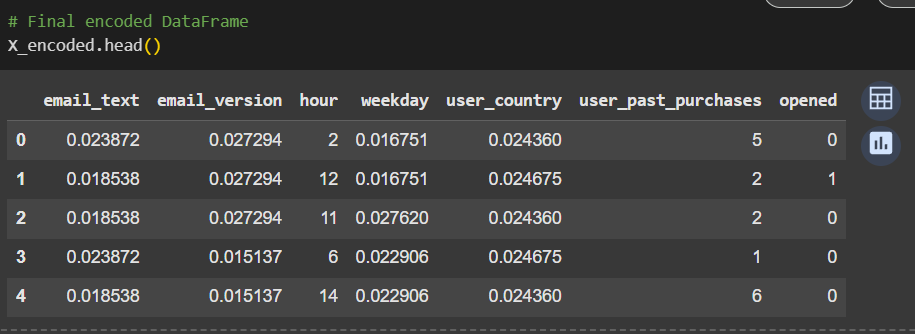 # Final encoded DataFrame
X_encoded.head()
email_text email_version hour weekday user_country user_past_purchases opened
0 0.023872 0.027294 2 0.016751 0.024360 5 0
1 0.018538 0.027294 12 0.016751 0.024675 2 1
2 0.018538 0.027294 11 0.027620 0.024360 2 0
3 0.023872 0.015137 6 0.022906 0.024675 1 0
4 0.018538 0.015137 14 0.022906 0.024360 6 0